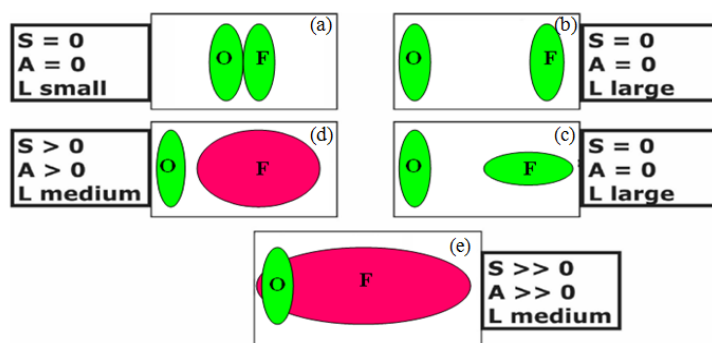 S = 0
A = 0
L small
O F
(a)
O F
(b)
S = 0
A = 0
L large
S > 0
A > 0
L medium
O F
(d)
O F
(c)
S = 0
A = 0
L large
O F
(e)
S >> 0
A >> 0
L medium